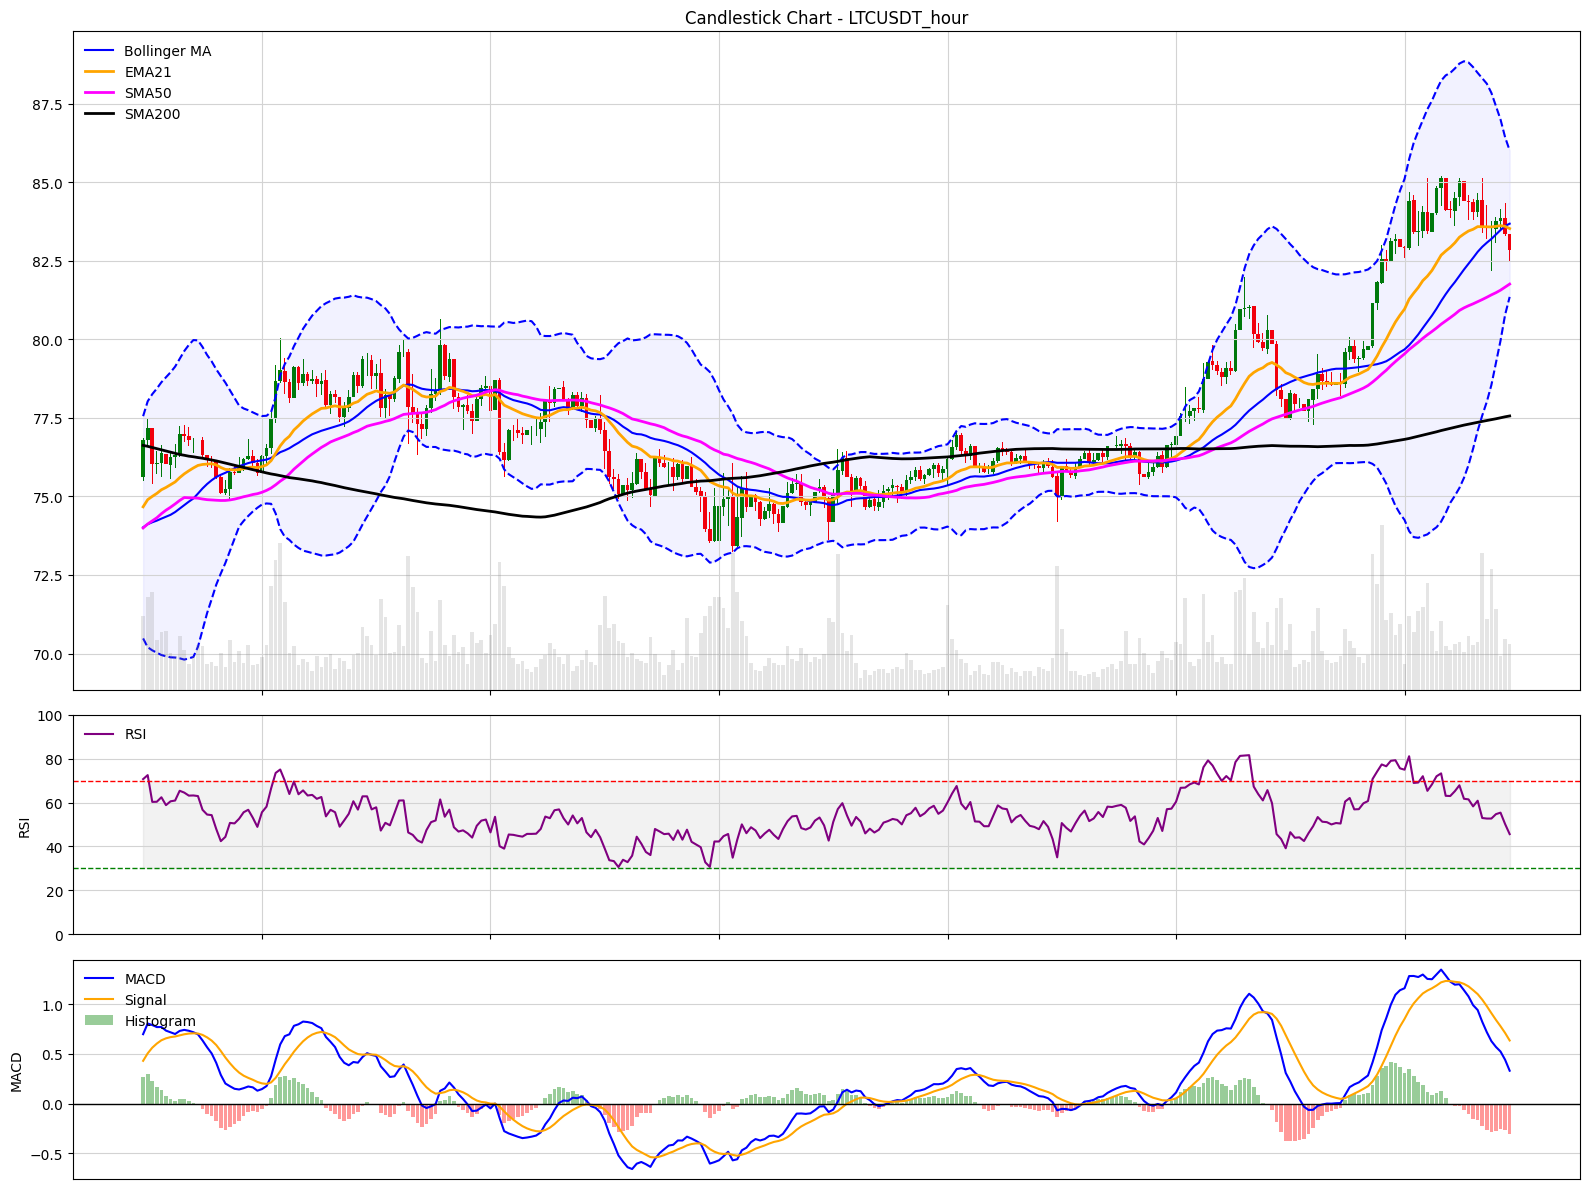 Candlestick Chart - LTCUSDT_hour
Bollinger MA
EMA21
SMA50
SMA200
87.5
85.0
82.5
80.0
77.5
75.0
72.5
70.0
100
80
60
40
20
0
RSI
RSI
1.0
0.5
0.0
−0.5
MACD
MACD
Signal
Histogram